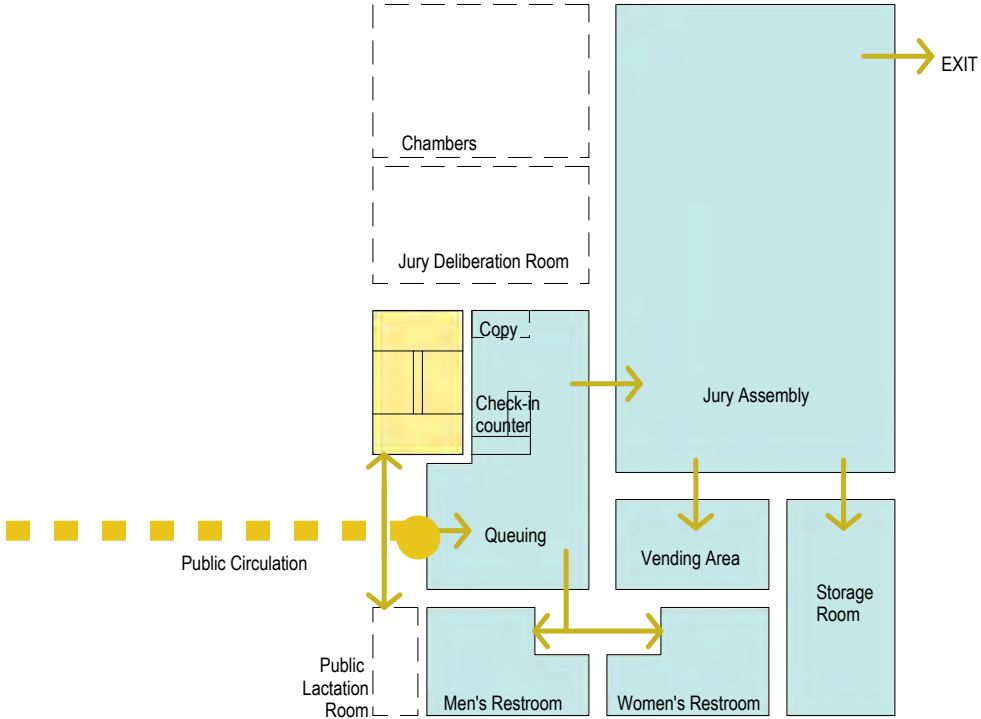 EXIT
Chambers
Jury Deliberation Room
Copy
Check-in
counter
Jury Assembly
Queuing
Public Circulation
Vending Area
Storage
Room
Public
Lactation
Room
Men's Restroom
Women's Restroom